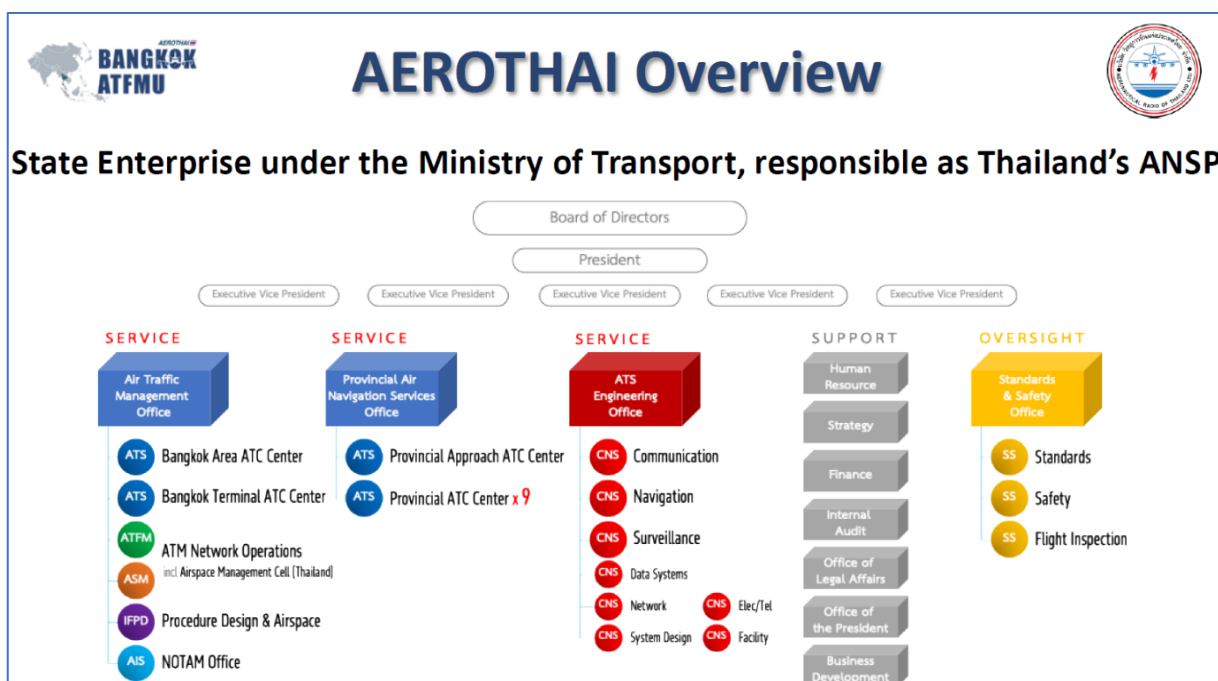 AEROTHAI
BANGKOK
ATFMU
AEROTHAI Overview
AERONAUTICAL RADIO OF THAILAND LTD.
State Enterprise under the Ministry of Transport, responsible as Thailand's ANSP
Board of Directors
President
Executive Vice President
Executive Vice President
Executive Vice President
Executive Vice President
Executive Vice President
SERVICE
Air Traffic
Management
Office
ATS Bangkok Area ATC Center
ATS Bangkok Terminal ATC Center
ATFM
ATM Network Operations
incl Airspace Management Cell (Thailand)
ASM
IFPD Procedure Design & Airspace
AIS NOTAM Office
SERVICE
Provincial Air
Navigation Services
Office
ATS Provincial Approach ATC Center
ATS Provincial ATC Center x 9
SERVICE
ATS
Engineering
Office
CNS Communication
CNS Navigation
CNS Surveillance
CNS Data Systems
CNS Network CNS Elec/Tel
CNS System Design CNS Facility
SUPPORT
Human
Resource
Strategy
Finance
Internal
Audit
Office of
Legal Affairs
Office of
the President
Business
Development
OVERSIGHT
Standards
& Safety
Office
SS Standards
SS Safety
SS Flight Inspection